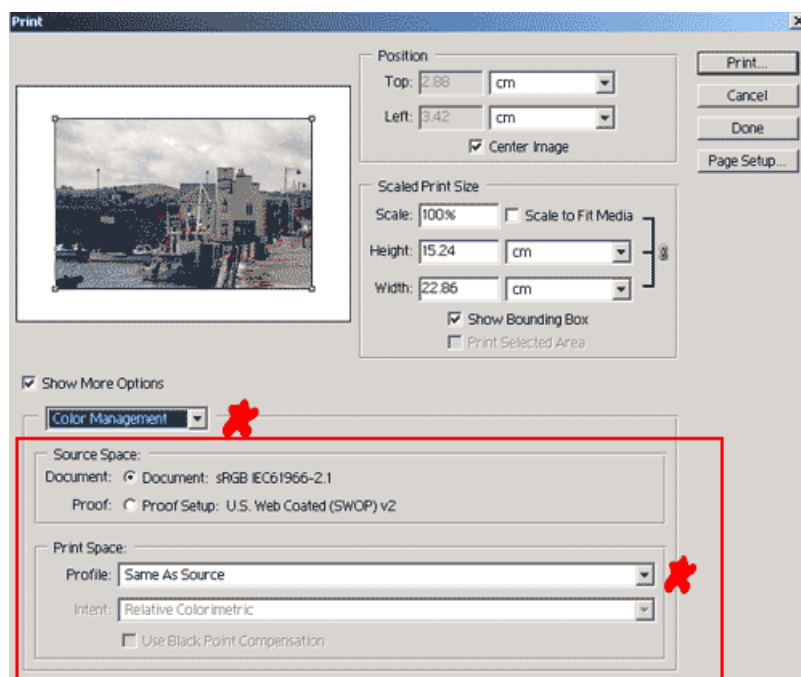 Print
Position
Top: 2.88 cm
Left: 3.42 cm
Center Image
Print...
Cancel
Done
Page Setup...
Scaled Print Size
Scale: 100% Scale to Fit Media
Height: 15.24 cm
Width: 22.86 cm
Show Bounding Box
Print Selected Area
Show More Options
Color Management
Source Space:
Document: Document: sRGB IEC61966-2.1
Proof: Proof Setup: U.S. Web Coated (SWOP) v2
Print Space:
Profile: Same As Source
Intent: Relative Colorimetric
Use Black Point Compensation